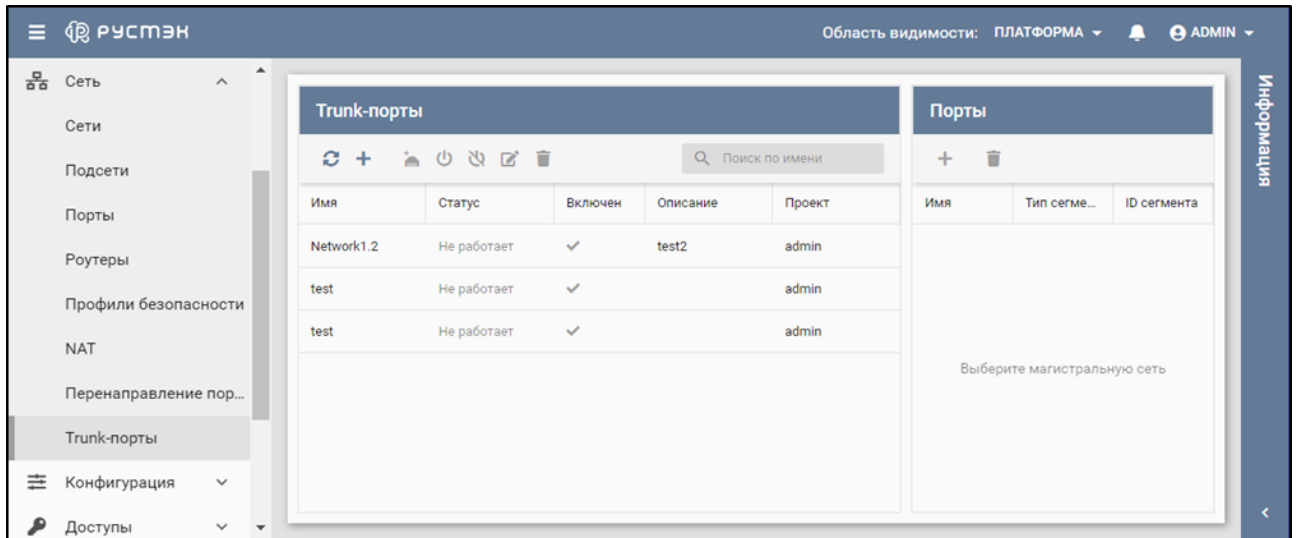 РУСТЭК
Область видимости: ПЛАТФОРМА
ADMIN
Сеть
Сети
Подсети
Порты
Роутеры
Профили безопасности
NAT
Перенаправление пор...
Trunk-порты
Конфигурация
Доступы
Trunk-порты
Поиск по имени
Имя Статус Включен Описание Проект
Network1.2 Не работает test2 admin
test Не работает admin
test Не работает admin
Порты
Имя Тип сегме... ID сегмента
Выберите магистральную сеть
Информация